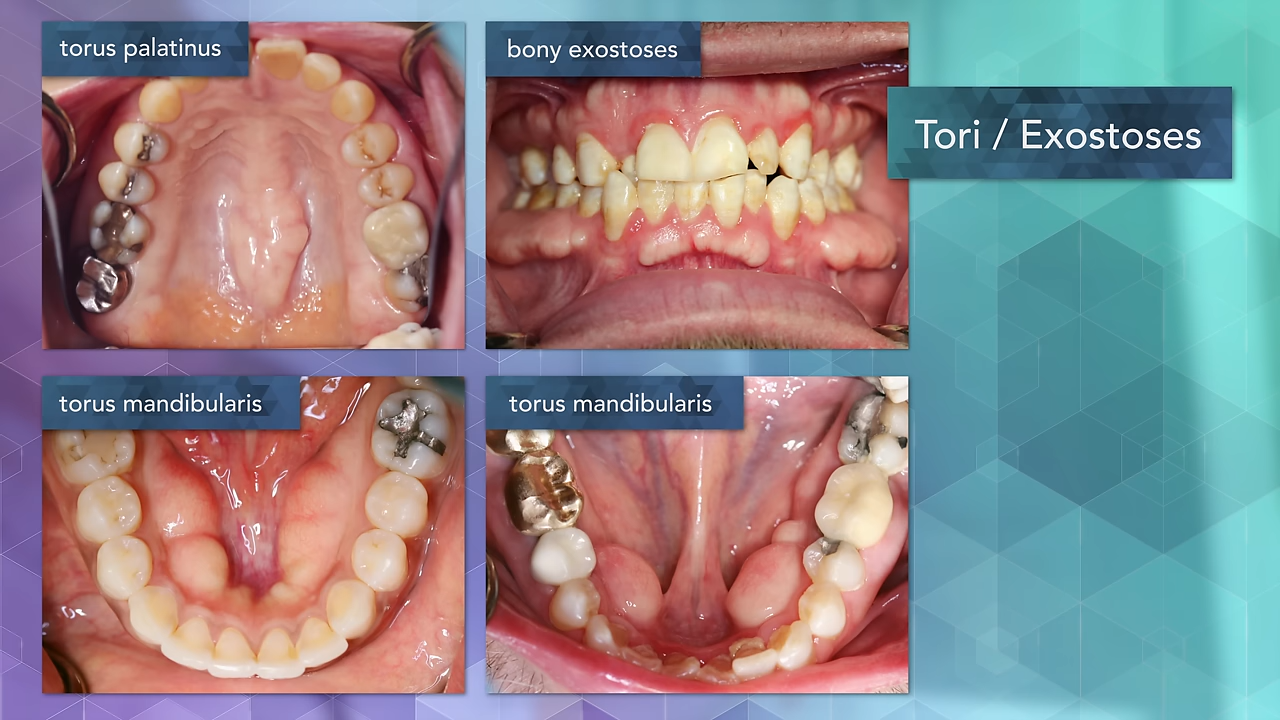 torus palatinus
bony exostoses
Tori / Exostoses
torus mandibularis
torus mandibularis